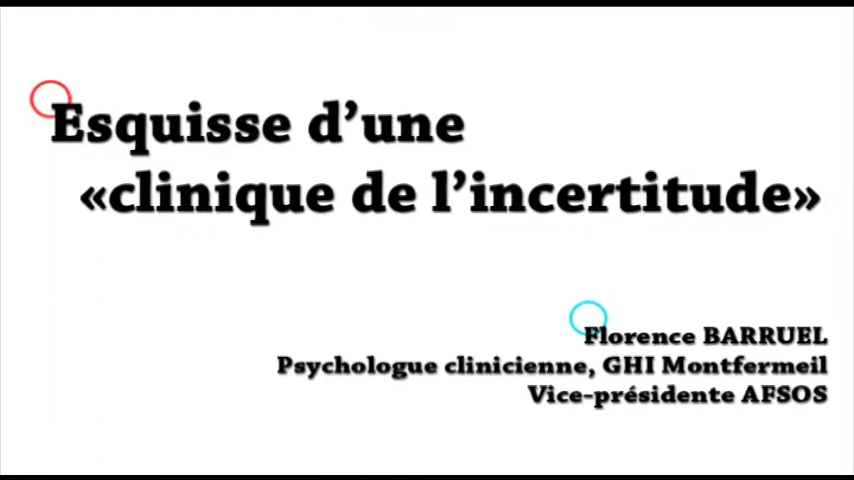 Esquisse d’une
«clinique de l’incertitude»
Florence BARRUEL
Psychologue clinicienne, GHI Montfermeil
Vice-présidente AFSOS